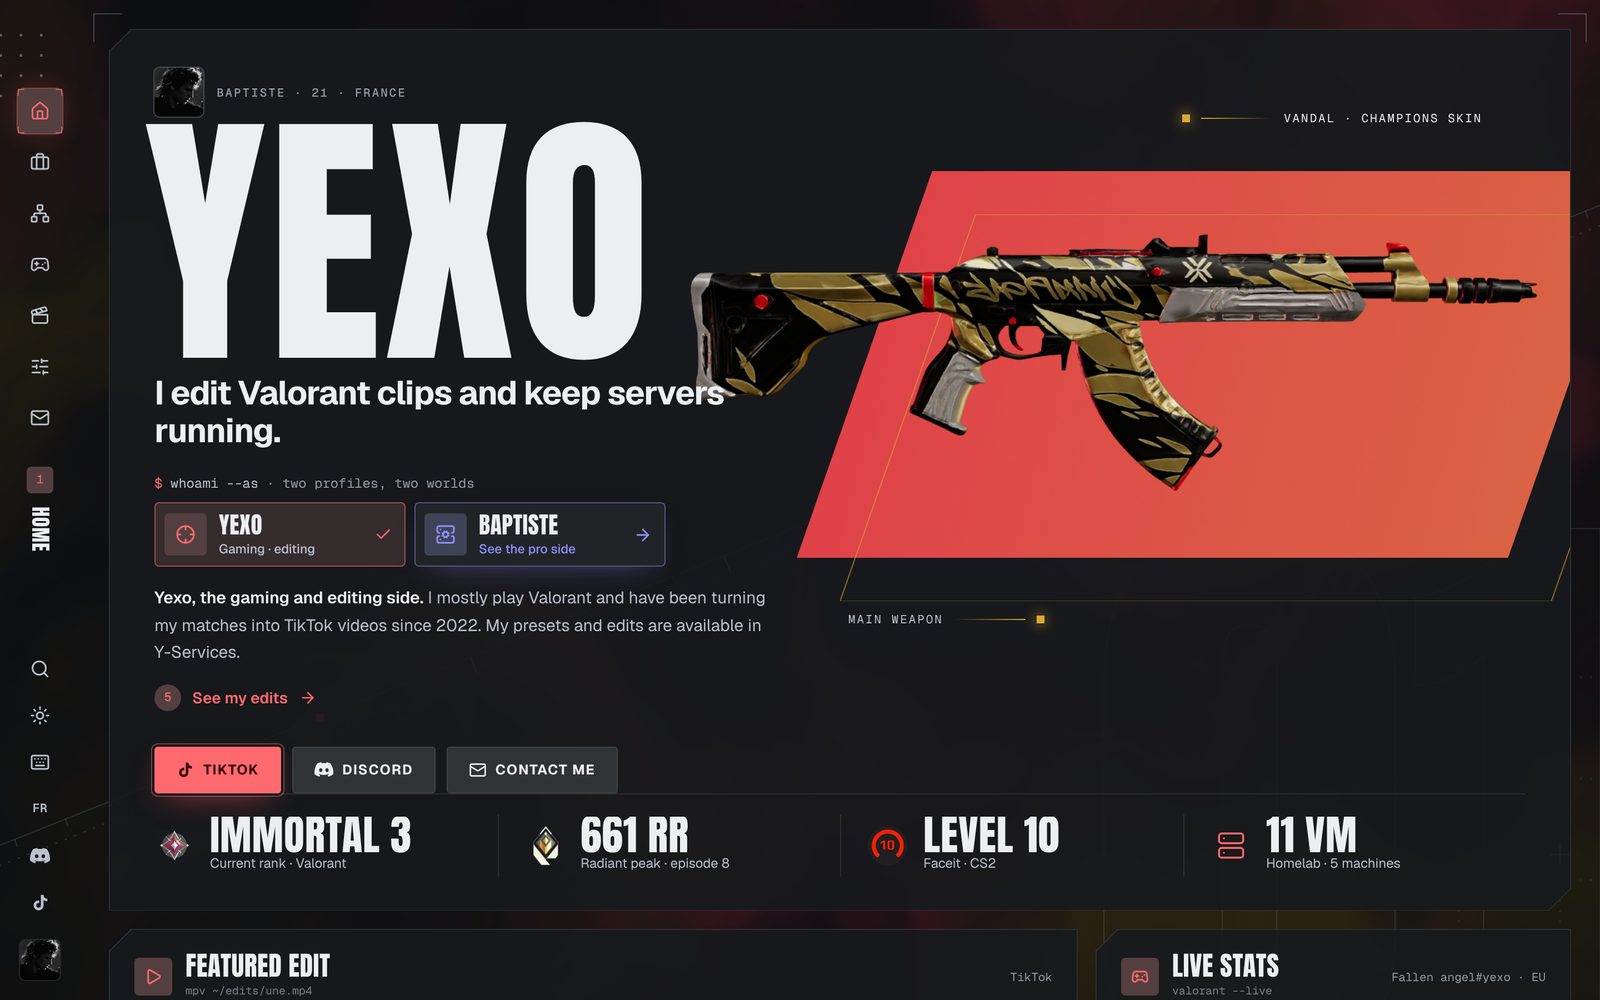 BAPTISTE · 21 · FRANCE
VANDAL · CHAMPIONS SKIN
YEXO
I edit Valorant clips and keep servers
running.
1
HOME
$ whoami --as · two profiles, two worlds
YEXO
Gaming · editing
BAPTISTE
See the pro side
Yexo, the gaming and editing side. I mostly play Valorant and have been turning
my matches into TikTok videos since 2022. My presets and edits are available in
Y-Services.
MAIN WEAPON
5 See my edits
TIKTOK
DISCORD
CONTACT ME
FR
IMMORTAL 3
Current rank · Valorant
661 RR
Radiant peak · episode 8
10
LEVEL 10
Faceit · CS2
11 VM
Homelab · 5 machines
FEATURED EDIT
mpv ~/edits/une.mp4
TikTok
LIVE STATS
valorant --live
Fallen angel#yexo · EU